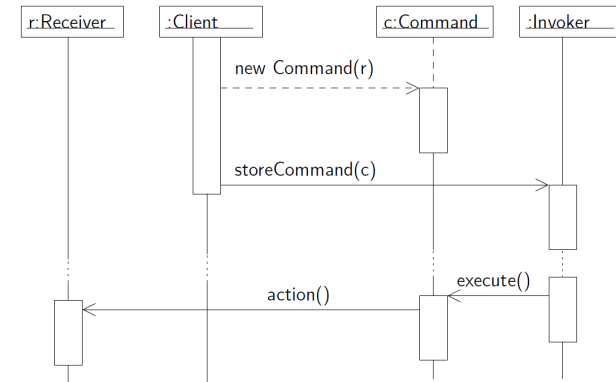 r:Receiver
:Client
c:Command
:Invoker
new Command(r)
storeCommand(c)
execute()
action()